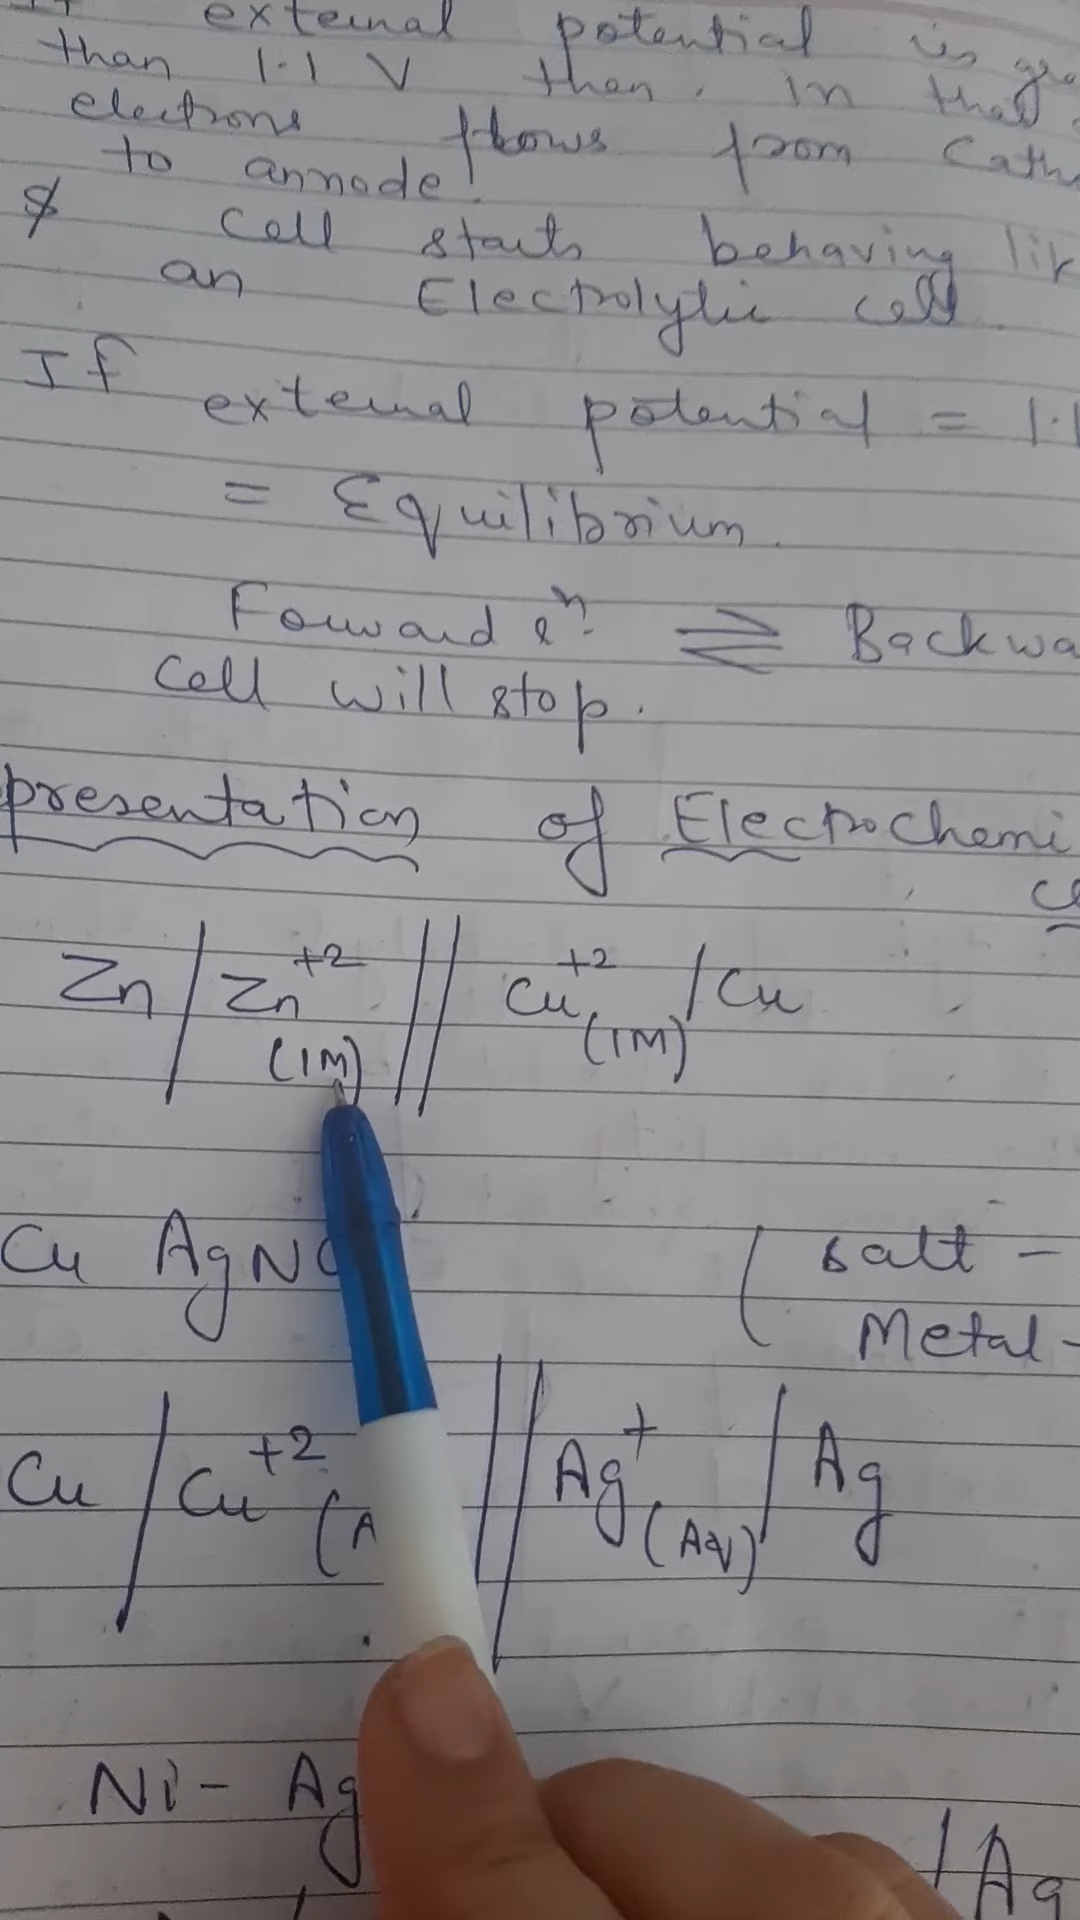 external potential is
than 1.1 V then. in that
electrons flows from
to annode!
$ Cell starts behaving
an Electrolytic cell.
If
external potential = 1.
= Equilibrium.
Foward rⁿ. ⇌ Backwa
Cell will stop.
presentation of Electrochemi
Zn/Zn+2 // Cu+2 /Cu
(1M) (1M)
Cu AgN
(Salt -
Metal -
Cu/Cu+2 (A // Ag+ (Aq) / Ag
Ni - Ag
/Ag